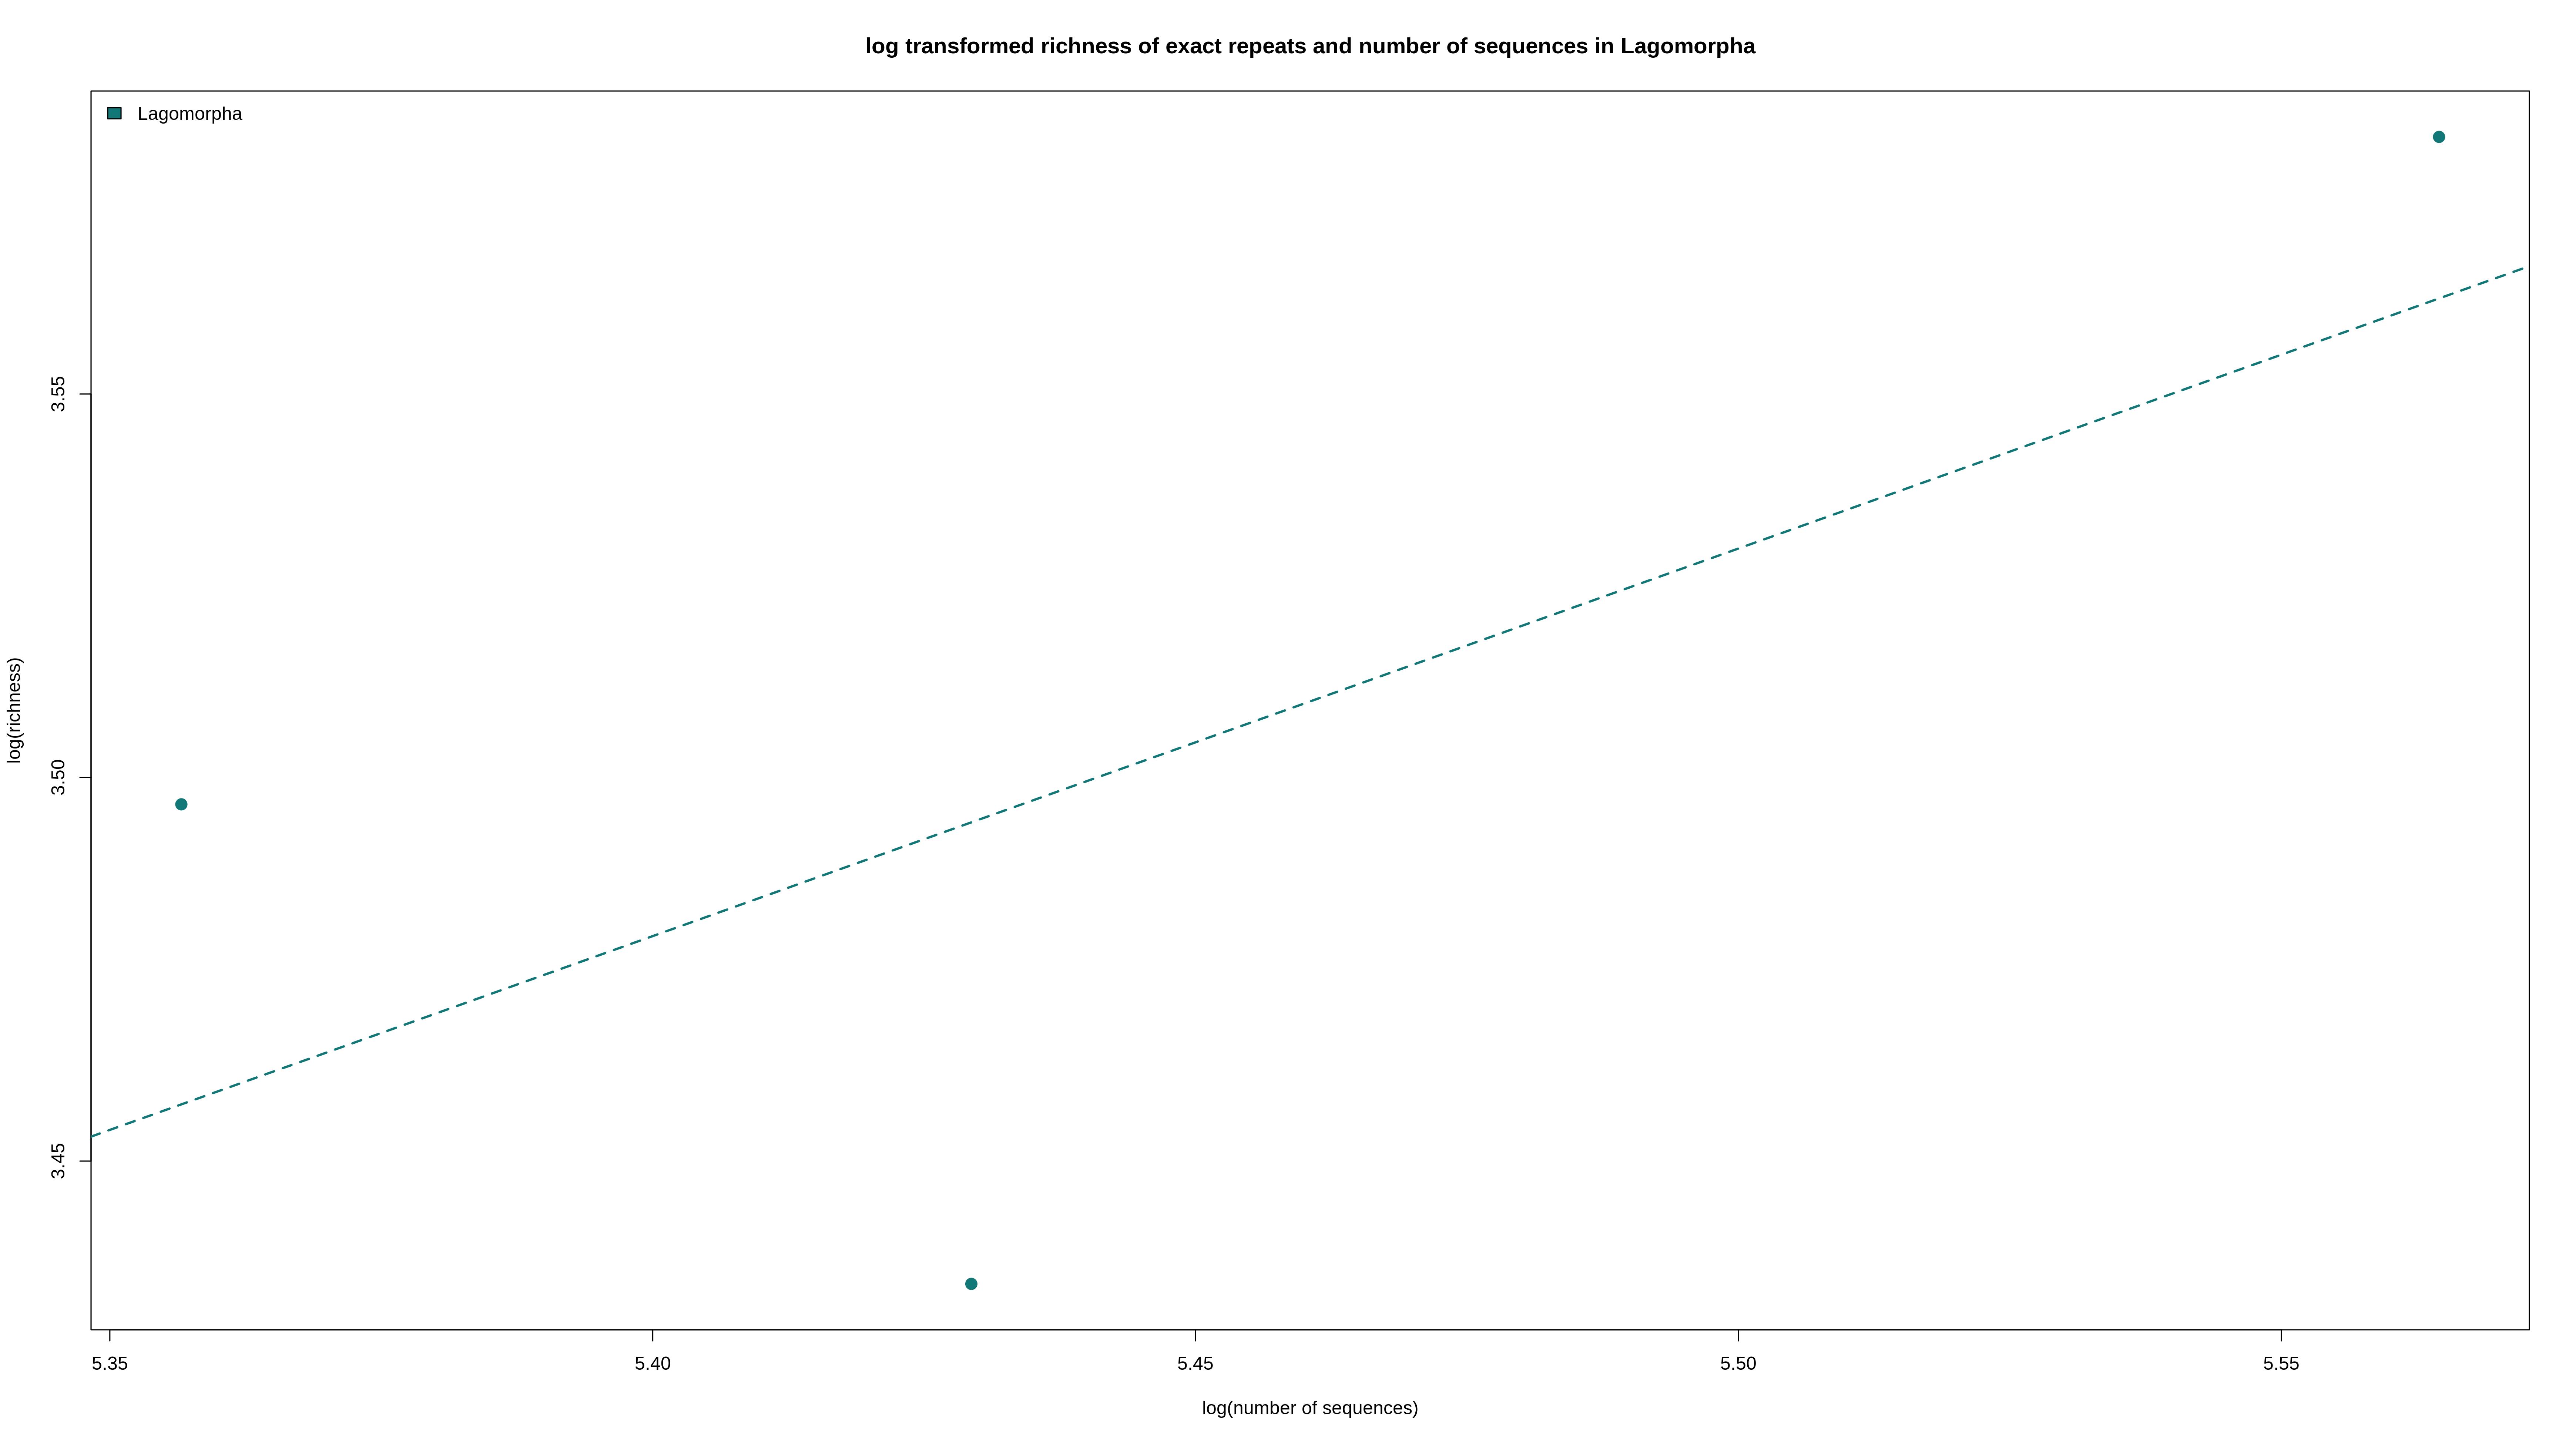 log transformed richness of exact repeats and number of sequences in Lagomorpha
Lagomorpha
log(richness)
3.55
3.50
3.45
5.35 5.40 5.45 5.50 5.55
log(number of sequences)